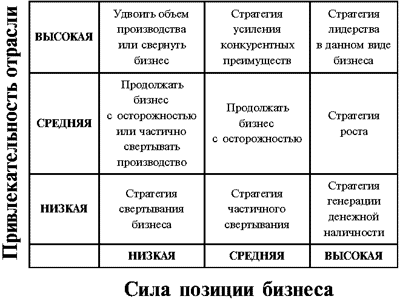 Привлекательность отрасли
ВЫСОКАЯ
Удвоить объем
производства
или свернуть
бизнес
Стратегия
усиления
конкурентных
преимуществ
Стратегия
лидерства
в данном виде
бизнеса
СРЕДНЯЯ
Продолжать
бизнес
с осторожностью
или частично
свертывать
производство
Продолжать
бизнес
с осторожностью
Стратегия
роста
НИЗКАЯ
Стратегия
свертывания
бизнеса
Стратегия
частичного
свертывания
Стратегия
генерации
денежной
наличности
НИЗКАЯ
СРЕДНЯЯ
ВЫСОКАЯ
Сила позиции бизнеса